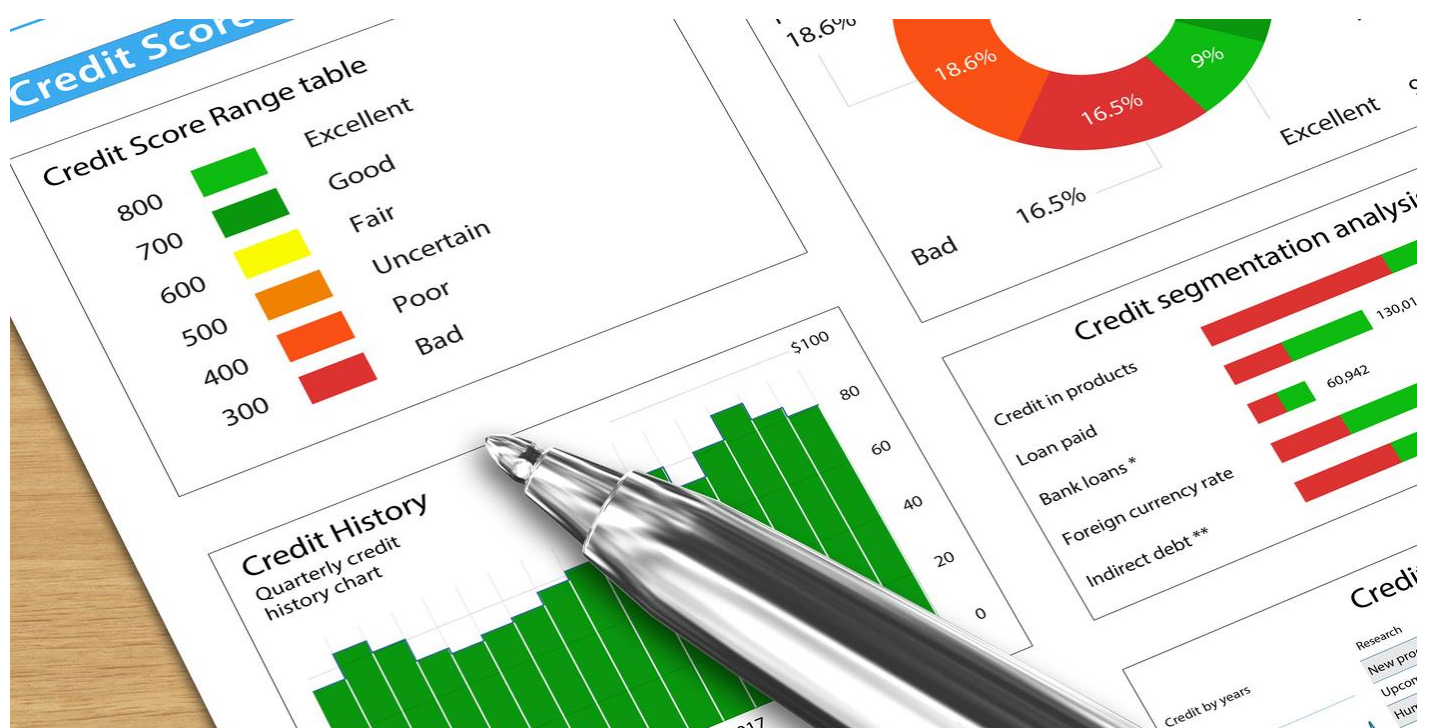 Credit Score
Credit Score Range table
800 Excellent
700 Good
600 Fair
500 Uncertain
400 Poor
300 Bad
18.6%
18.6%
16.5%
9%
Bad 16.5%
Excellent
Credit segmentation analysis
Credit in products
Loan paid
130,01
Bank loans *
60,942
Foreign currency rate
Indirect debt **
Credit History
Quarterly credit
history chart
$100
80
60
40
20
0
Credit by years
Research